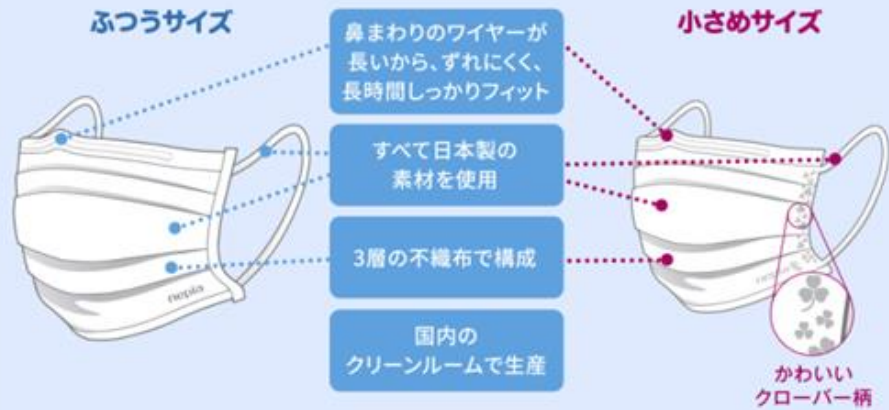 ふつうサイズ
小さめサイズ
鼻まわりのワイヤーが
長いから、ずれにくく、
長時間しっかりフィット
すべて日本製の
素材を使用
3層の不織布で構成
国内の
クリーンルームで生産
nepia
かわいい
クローバー柄